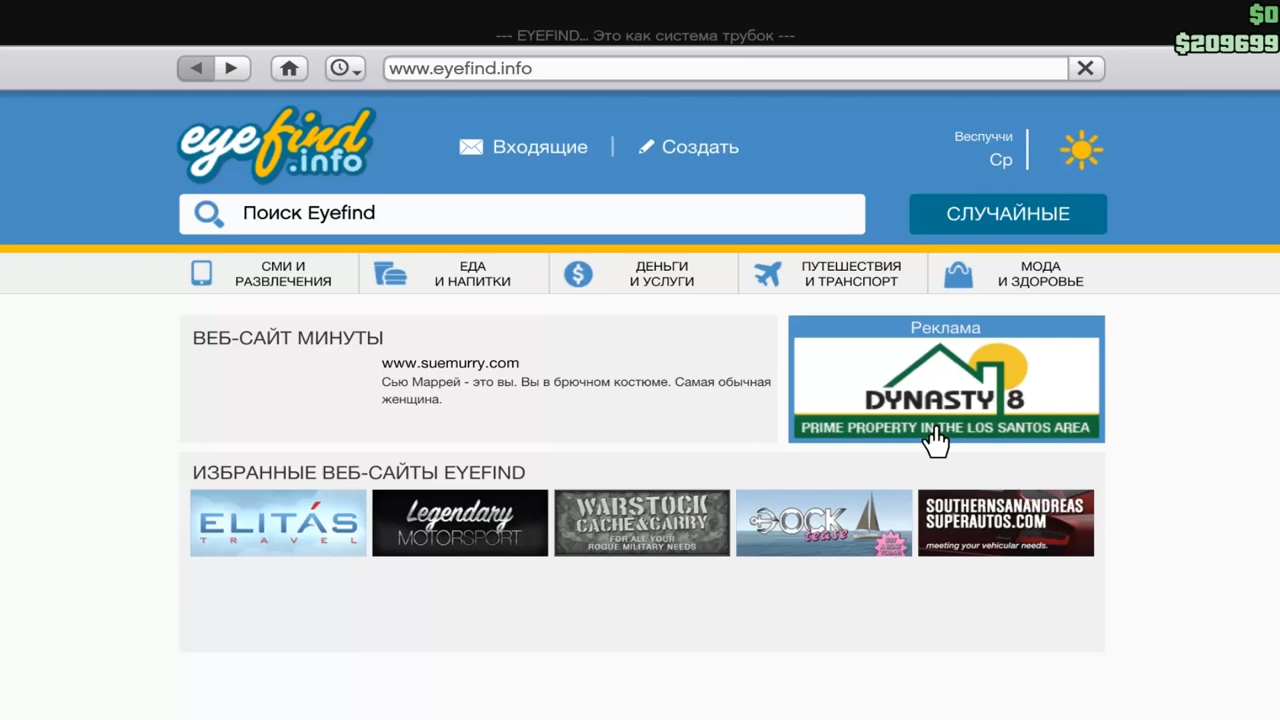 $0
--- EYEFIND... Это как система трубок ---
$209699
www.eyefind.info
eyefind
.info
Входящие
Создать
Веспуччи
Ср
Поиск Eyefind
СЛУЧАЙНЫЕ
СМИ И
РАЗВЛЕЧЕНИЯ
ЕДА
И НАПИТКИ
ДЕНЬГИ
И УСЛУГИ
ПУТЕШЕСТВИЯ
И ТРАНСПОРТ
МОДА
И ЗДОРОВЬЕ
ВЕБ-САЙТ МИНУТЫ
www.suemurry.com
Сью Маррей - это вы. Вы в брючном костюме. Самая обычная
женщина.
Реклама
DYNASTY 8
PRIME PROPERTY IN THE LOS SANTOS AREA
ИЗБРАННЫЕ ВЕБ-САЙТЫ EYEFIND
ELITÁS
TRAVEL
Legendary
MOTORSPORT
WARSTOCK
CACHE&CARRY
FOR ALL YOUR
ROGUE MILITARY NEEDS
DOCK
tease
SOUTHERNSANANDREAS
SUPERAUTOS.COM
meeting your vehicular needs.